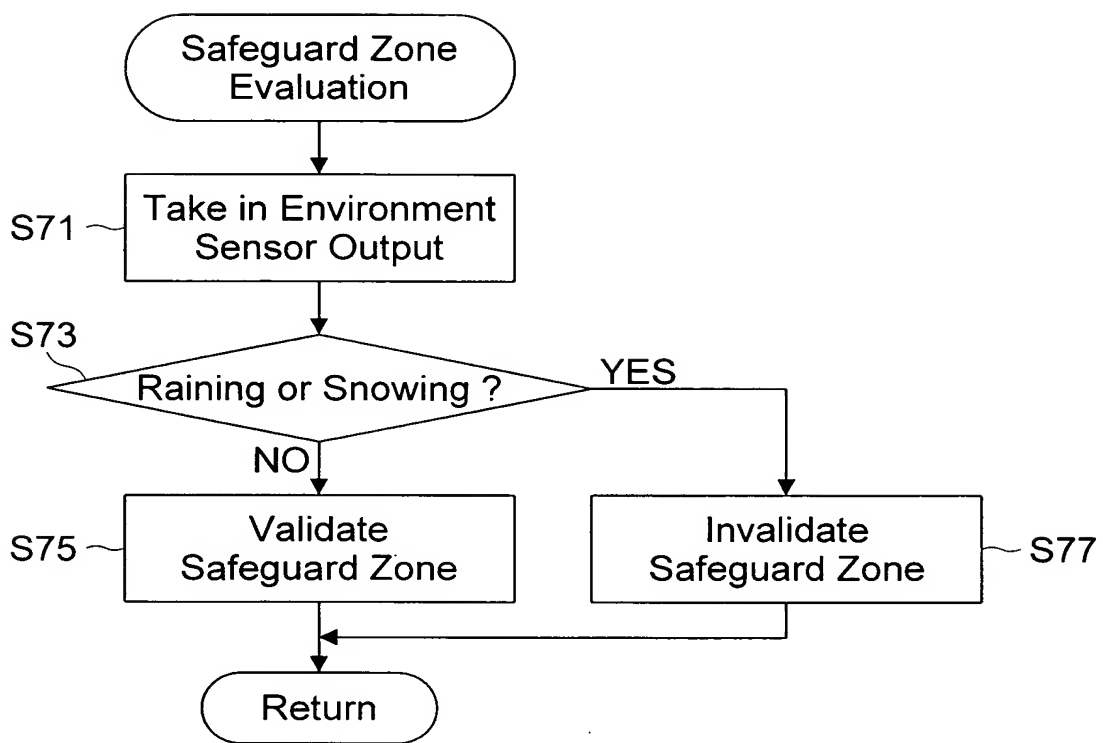 Safeguard Zone
Evaluation
S71
Take in Environment
Sensor Output
S73
Raining or Snowing ?
YES
NO
S75
Validate
Safeguard Zone
Invalidate
Safeguard Zone
S77
Return